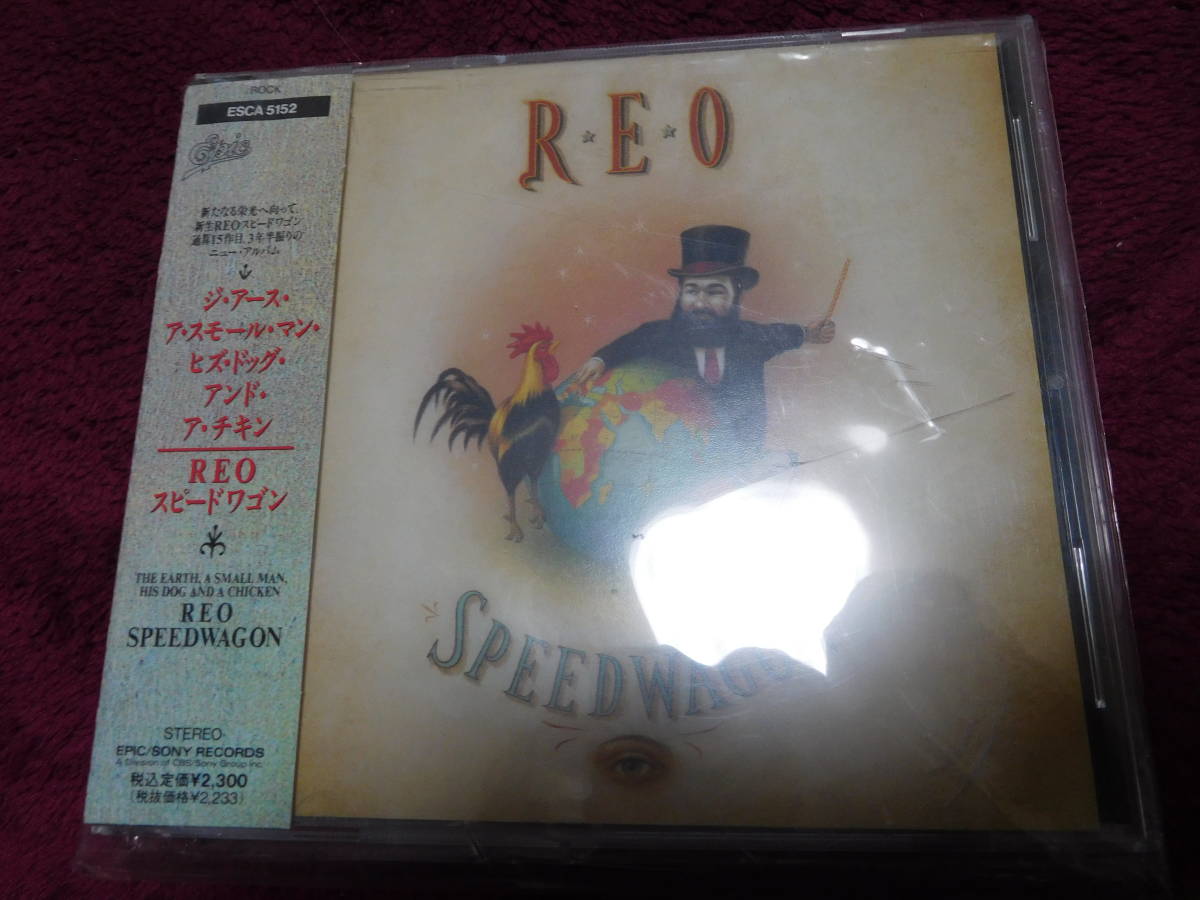 ROCK
ESCA 5152
Epic
新たなる栄光へ向って、
新生REOスピードワゴン
通算15作目、3年半振りの
ニュー・アルバム
ジ・アース・
ア・スモール・マン・
ヒズ・ドッグ・
アンド・
ア・チキン
REO
スピードワゴン
THE EARTH, A SMALL MAN,
HIS DOG AND A CHICKEN
REO
SPEEDWAGON
STEREO
EPIC/SONY RECORDS
A Division of CBS/Sony Group Inc.
税込定価¥2,300
(税抜価格¥2,233)
R★E★O
SPEEDWAGON